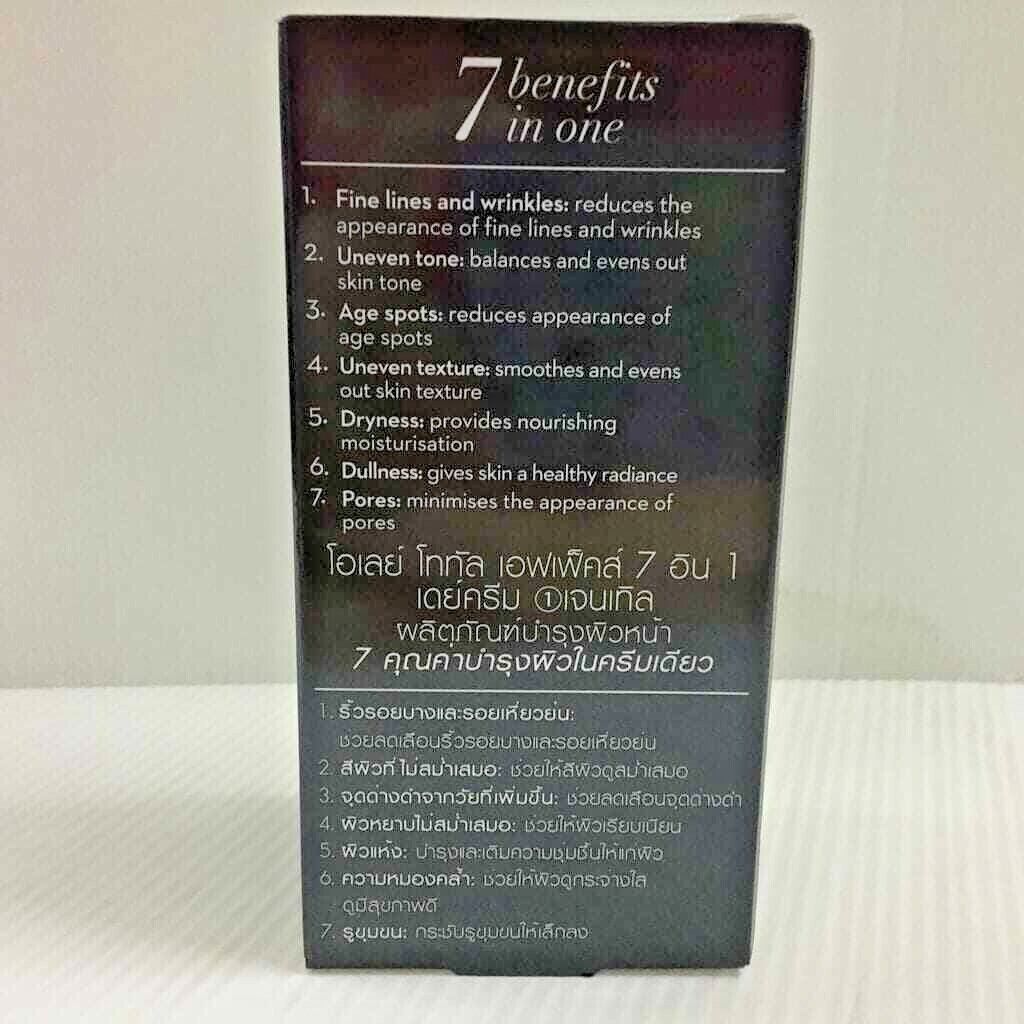 7 benefits
in one
1. Fine lines and wrinkles: reduces the
appearance of fine lines and wrinkles
2. Uneven tone: balances and evens out
skin tone
3. Age spots: reduces appearance of
age spots
4. Uneven texture: smoothes and evens
out skin texture
5. Dryness: provides nourishing
moisturisation
6. Dullness: gives skin a healthy radiance
7. Pores: minimises the appearance of
pores
โอเลย์ โททัล เอฟเฟ็คส์ 7 อิน 1
เดย์ครีม ①เจนเทิล
ผลิตภัณฑ์บำรุงผิวหน้า
7 คุณค่าบำรุงผิวในครีมเดียว
1. ริ้วรอยบางและรอยเหี่ยวย่น:
ช่วยลดเลือนริ้วรอยบางและรอยเหี่ยวย่น
2. สีผิวที่ไม่สม่ำเสมอ: ช่วยให้สีผิวดูสม่ำเสมอ
3. จุดด่างดำจากวัยที่เพิ่มขึ้น: ช่วยลดเลือนจุดด่างดำ
4. ผิวหยาบไม่สม่ำเสมอ: ช่วยให้ผิวเรียบเนียน
5. ผิวแห้ง: บำรุงและเติมความชุ่มชื้นให้แก่ผิว
6. ความหมองคล้ำ: ช่วยให้ผิวดูกระจ่างใส
ดูมีสุขภาพดี
7. รูขุมขน: กระชับรูขุมขนให้เล็กลง